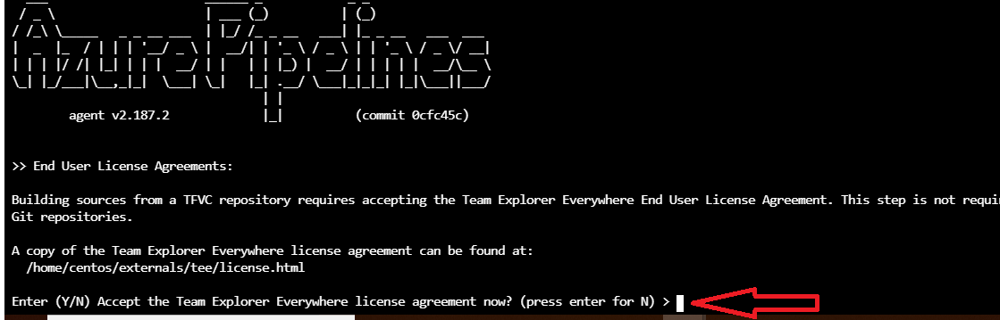 AzurePipelines
agent v2.187.2 (commit 0cfc45c)
>> End User License Agreements:
Building sources from a TFVC repository requires accepting the Team Explorer Everywhere End User License Agreement. This step is not requi
Git repositories.
A copy of the Team Explorer Everywhere license agreement can be found at:
/home/centos/externals/tee/license.html
Enter (Y/N) Accept the Team Explorer Everywhere license agreement now? (press enter for N) >